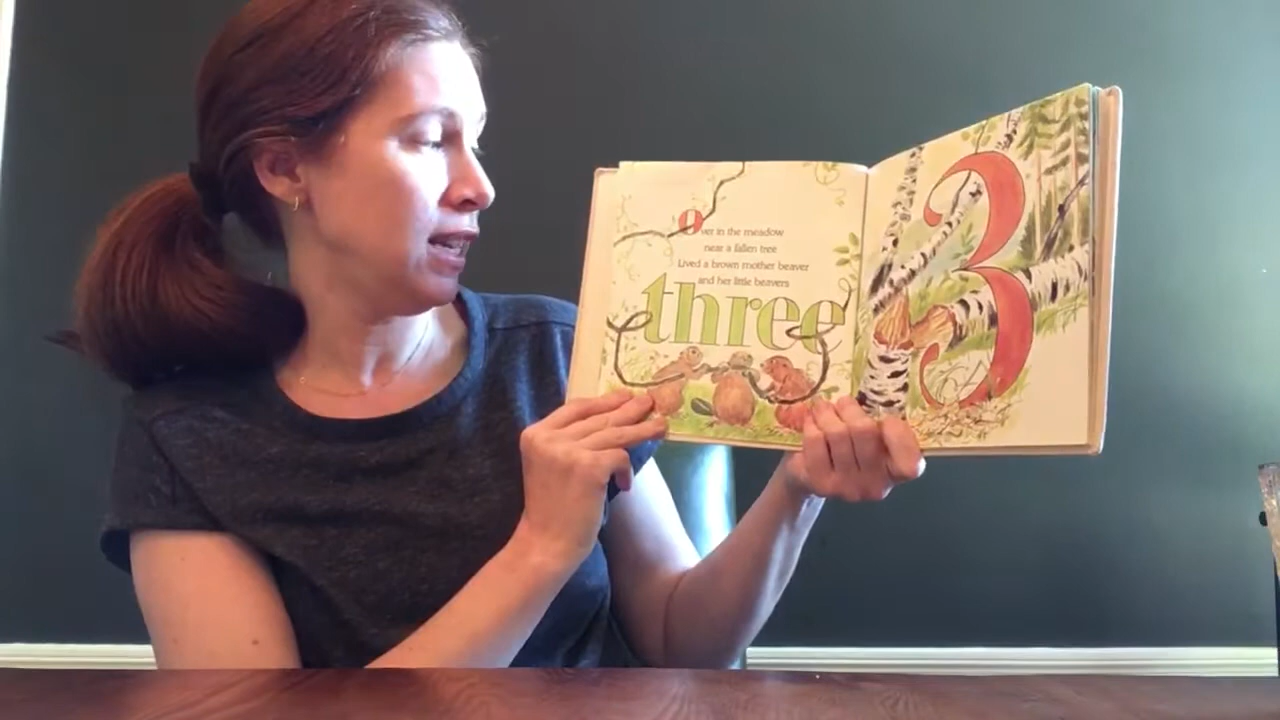 Over in the meadow
near a fallen tree
Lived a brown mother beaver
and her little beavers
three
3